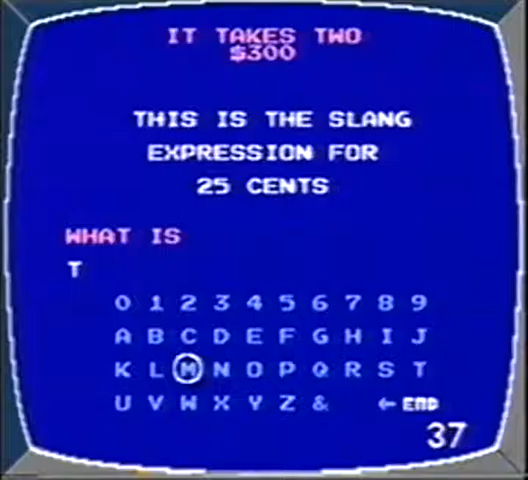 IT TAKES TWO
$300
THIS IS THE SLANG
EXPRESSION FOR
25 CENTS
WHAT IS
T
0 1 2 3 4 5 6 7 8 9
A B C D E F G H I J
K L M N O P Q R S T
U V W X Y Z & ← END
37